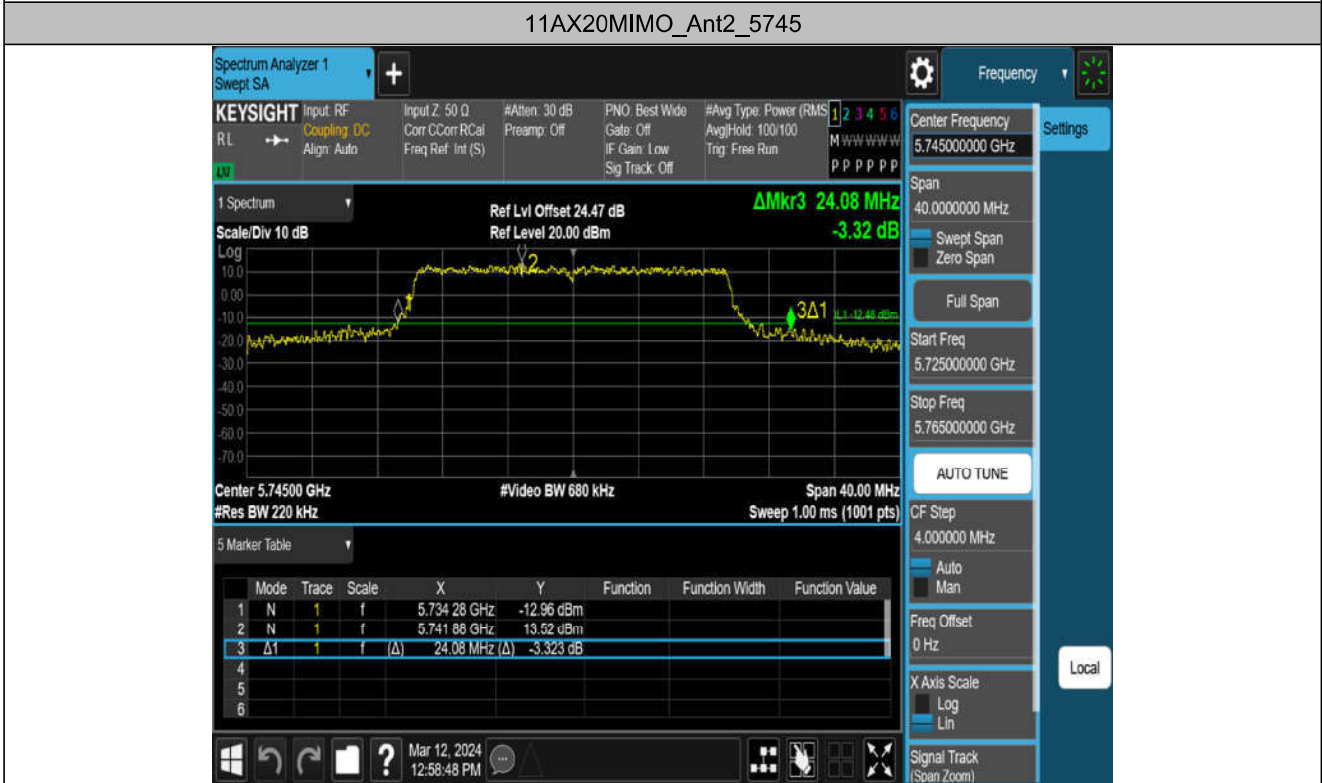 11AX20MIMO_Ant2_5745
Spectrum Analyzer 1
Swept SA
+
Frequency
KEYSIGHT
RL
LXI
Input: RF
Coupling: DC
Align: Auto
Input Z: 50 Ω
Corr CCorr RCal
Freq Ref: Int (S)
#Atten: 30 dB
Preamp: Off
PNO: Best Wide
Gate: Off
IF Gain: Low
Sig Track: Off
#Avg Type: Power (RMS
Avg|Hold: 100/100
Trig: Free Run
1 2 3 4 5 6
M W W W W W
P P P P P P
Center Frequency
5.745000000 GHz
Settings
Span
40.0000000 MHz
Swept Span
Zero Span
Full Span
Start Freq
5.725000000 GHz
Stop Freq
5.765000000 GHz
AUTO TUNE
CF Step
4.000000 MHz
Auto
Man
Freq Offset
0 Hz
X Axis Scale
Log
Lin
Signal Track
(Span Zoom)
Local
1 Spectrum
Scale/Div 10 dB
Ref Lvl Offset 24.47 dB
Ref Level 20.00 dBm
ΔMkr3 24.08 MHz
-3.32 dB
Log
10.0
0.00
-10.0
-20.0
-30.0
-40.0
-50.0
-60.0
-70.0
1
2
3Δ1
DL1 -12.48 dBm
Center 5.74500 GHz
#Res BW 220 kHz
#Video BW 680 kHz
Span 40.00 MHz
Sweep 1.00 ms (1001 pts)
5 Marker Table
Mode Trace Scale X Y Function Function Width Function Value
1 N 1 f 5.734 28 GHz -12.96 dBm
2 N 1 f 5.741 88 GHz 13.52 dBm
3 Δ1 1 f (Δ) 24.08 MHz (Δ) -3.323 dB
4
5
6
?
Mar 12, 2024
12:58:48 PM